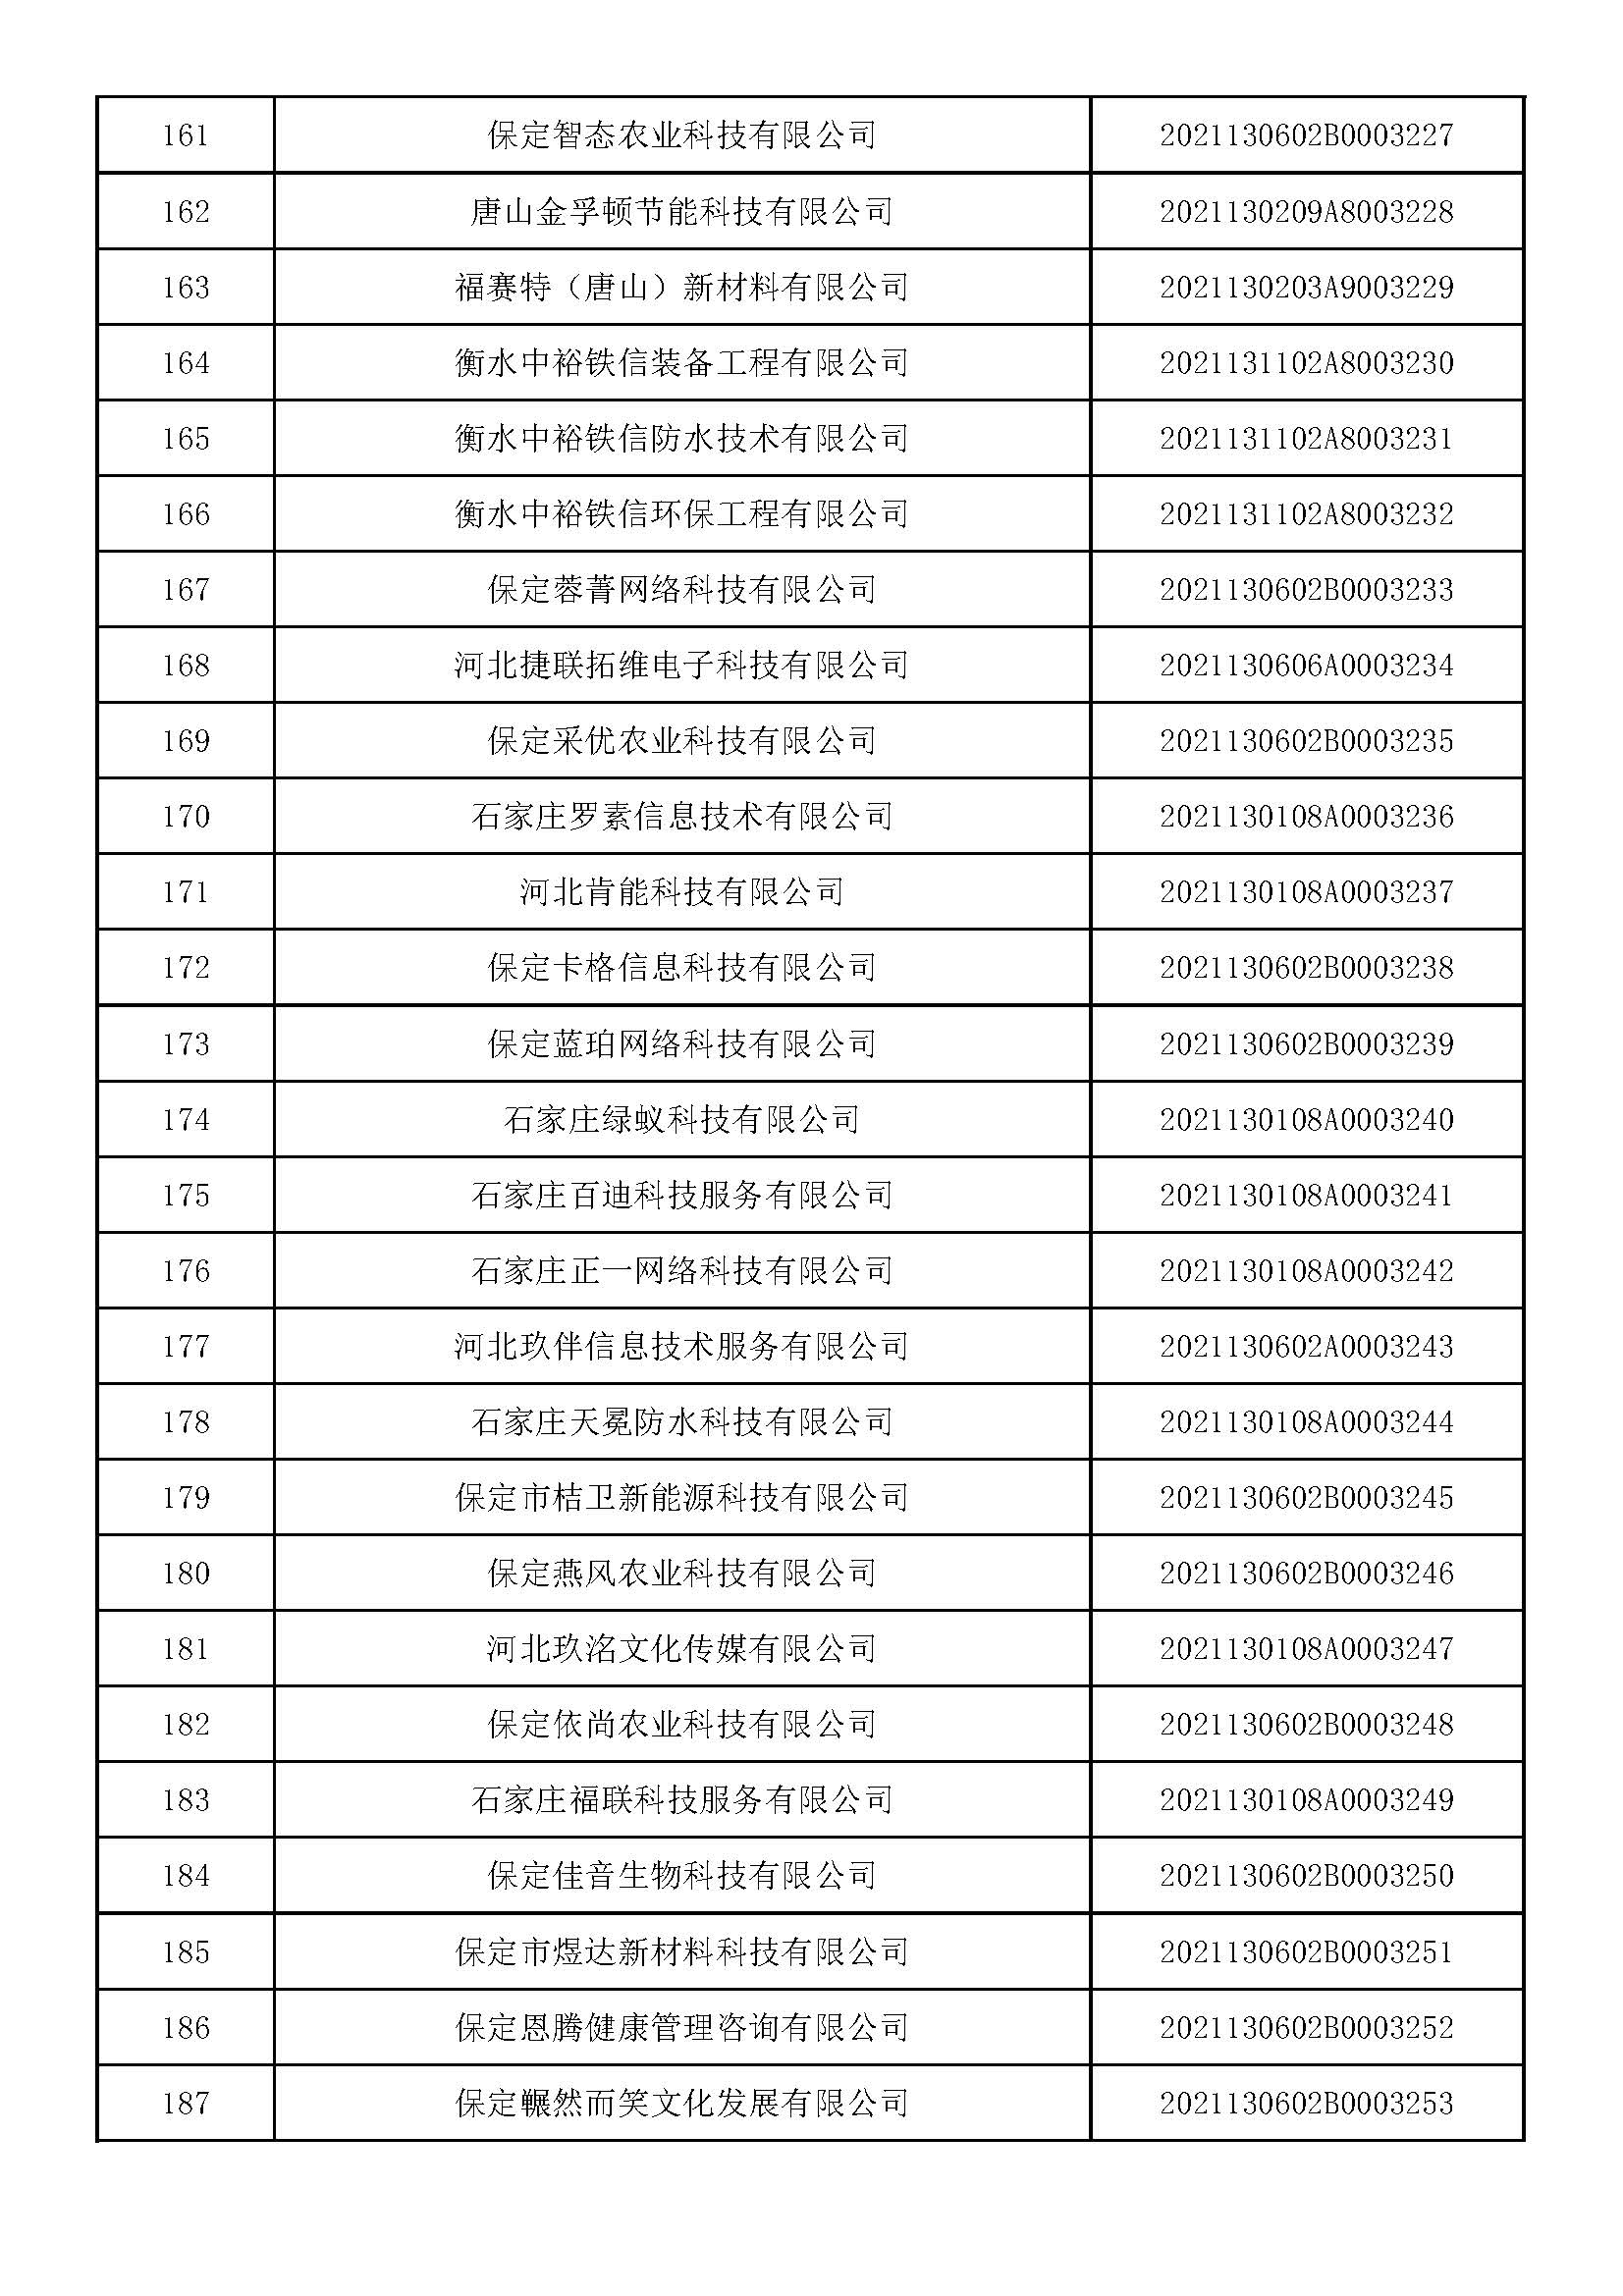 161 保定智态农业科技有限公司 2021130602B0003227
162 唐山金孚顿节能科技有限公司 2021130209A8003228
163 福赛特（唐山）新材料有限公司 2021130203A9003229
164 衡水中裕铁信装备工程有限公司 2021131102A8003230
165 衡水中裕铁信防水技术有限公司 2021131102A8003231
166 衡水中裕铁信环保工程有限公司 2021131102A8003232
167 保定蓉菁网络科技有限公司 2021130602B0003233
168 河北捷联拓维电子科技有限公司 2021130606A0003234
169 保定采优农业科技有限公司 2021130602B0003235
170 石家庄罗素信息技术有限公司 2021130108A0003236
171 河北肯能科技有限公司 2021130108A0003237
172 保定卡格信息科技有限公司 2021130602B0003238
173 保定蓝珀网络科技有限公司 2021130602B0003239
174 石家庄绿蚁科技有限公司 2021130108A0003240
175 石家庄百迪科技服务有限公司 2021130108A0003241
176 石家庄正一网络科技有限公司 2021130108A0003242
177 河北玖伴信息技术服务有限公司 2021130602A0003243
178 石家庄天冕防水科技有限公司 2021130108A0003244
179 保定市桔卫新能源科技有限公司 2021130602B0003245
180 保定燕风农业科技有限公司 2021130602B0003246
181 河北玖洺文化传媒有限公司 2021130108A0003247
182 保定依尚农业科技有限公司 2021130602B0003248
183 石家庄福联科技服务有限公司 2021130108A0003249
184 保定佳音生物科技有限公司 2021130602B0003250
185 保定市煜达新材料科技有限公司 2021130602B0003251
186 保定恩腾健康管理咨询有限公司 2021130602B0003252
187 保定冁然而笑文化发展有限公司 2021130602B0003253